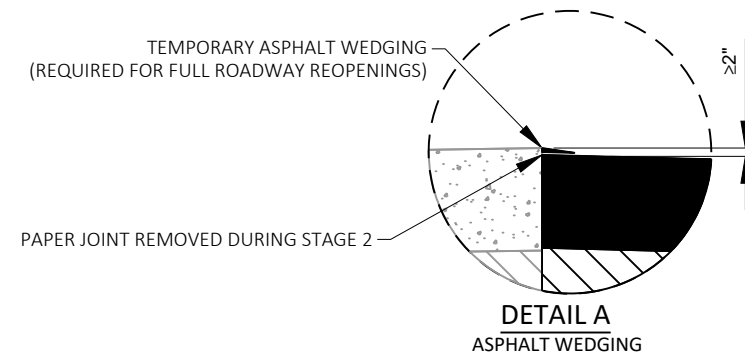 TEMPORARY ASPHALT WEDGING
(REQUIRED FOR FULL ROADWAY REOPENINGS)
≥2"
PAPER JOINT REMOVED DURING STAGE 2
DETAIL A
ASPHALT WEDGING